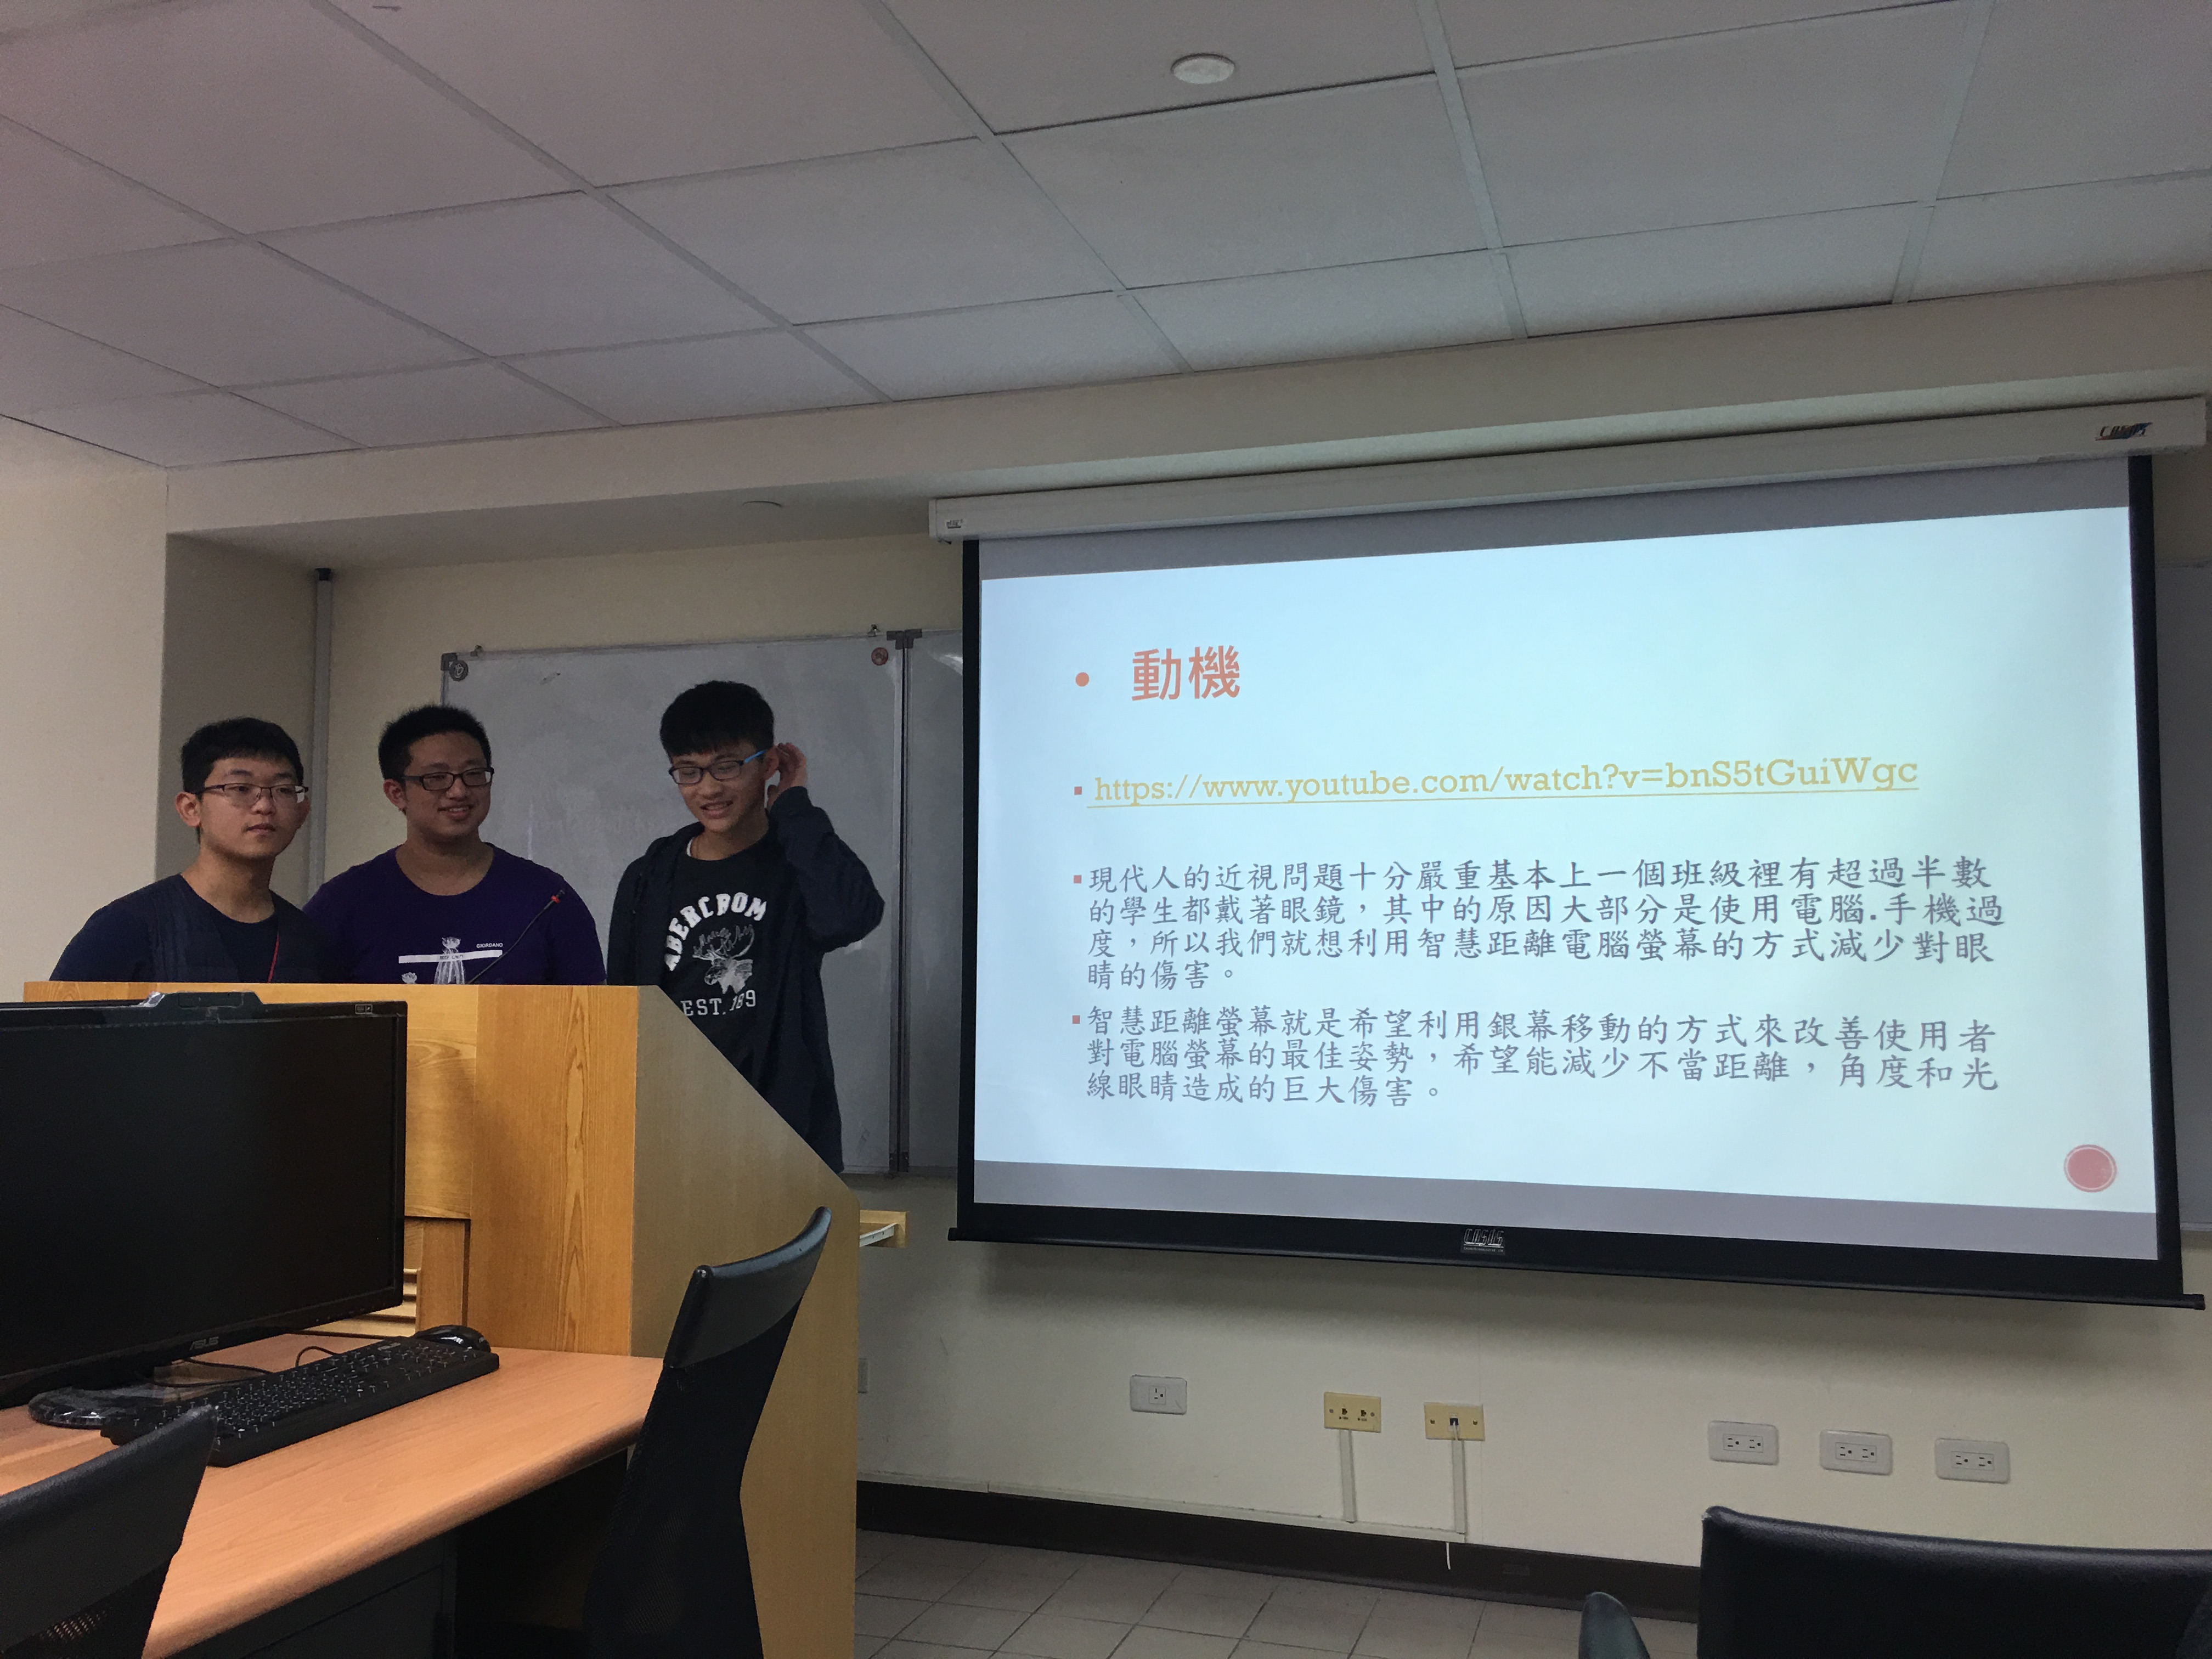 動機
https://www.youtube.com/watch?v=bnS5tGuiWgc
現代人的近視問題十分嚴重基本上一個班級裡有超過半數
的學生都戴著眼鏡，其中的原因大部分是使用電腦.手機過
度，所以我們就想利用智慧距離電腦螢幕的方式減少對眼
睛的傷害。
智慧距離螢幕就是希望利用銀幕移動的方式來改善使用者
對電腦螢幕的最佳姿勢，希望能減少不當距離，角度和光
線眼睛造成的巨大傷害。
GIORDANO
ABERCROM
EST. 189
ASUS